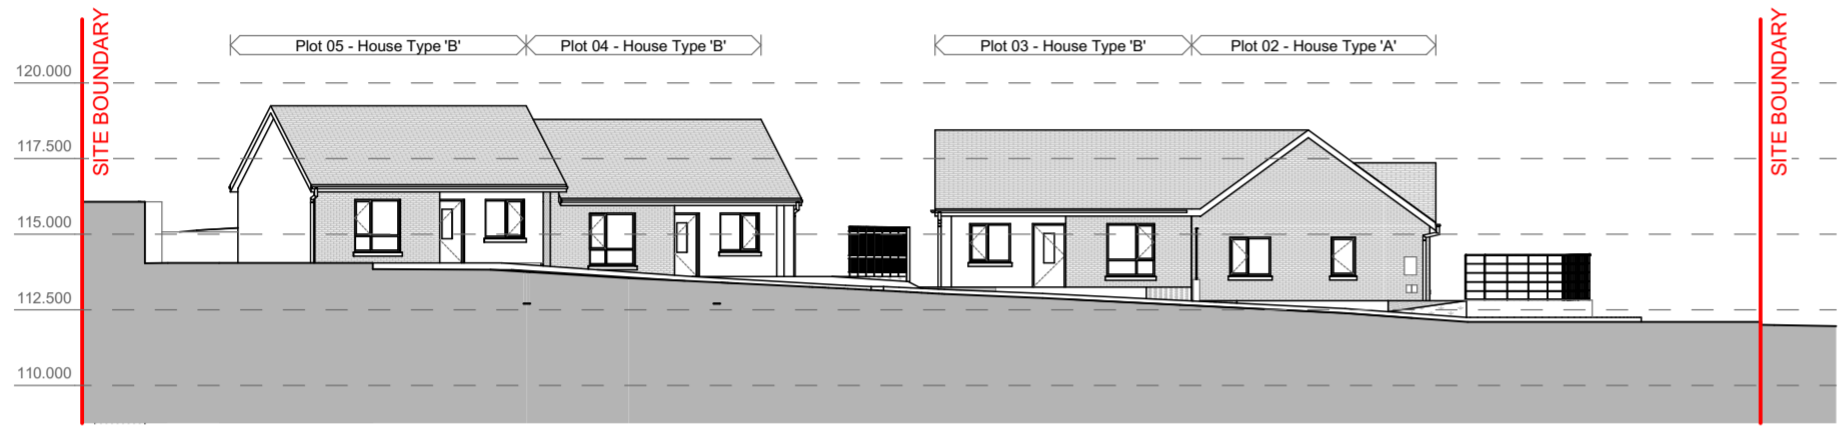 Plot 05 - House Type 'B'
Plot 04 - House Type 'B'
Plot 03 - House Type 'B'
Plot 02 - House Type 'A'
SITE BOUNDARY
SITE BOUNDARY
120.000
117.500
115.000
112.500
110.000